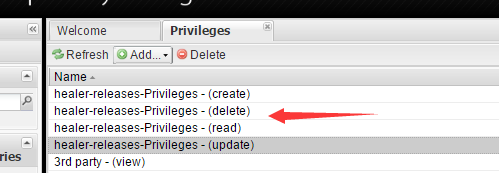 Welcome
Privileges
Refresh Add... Delete
Name
healer-releases-Privileges - (create)
healer-releases-Privileges - (delete)
healer-releases-Privileges - (read)
healer-releases-Privileges - (update)
ries
3rd party - (view)